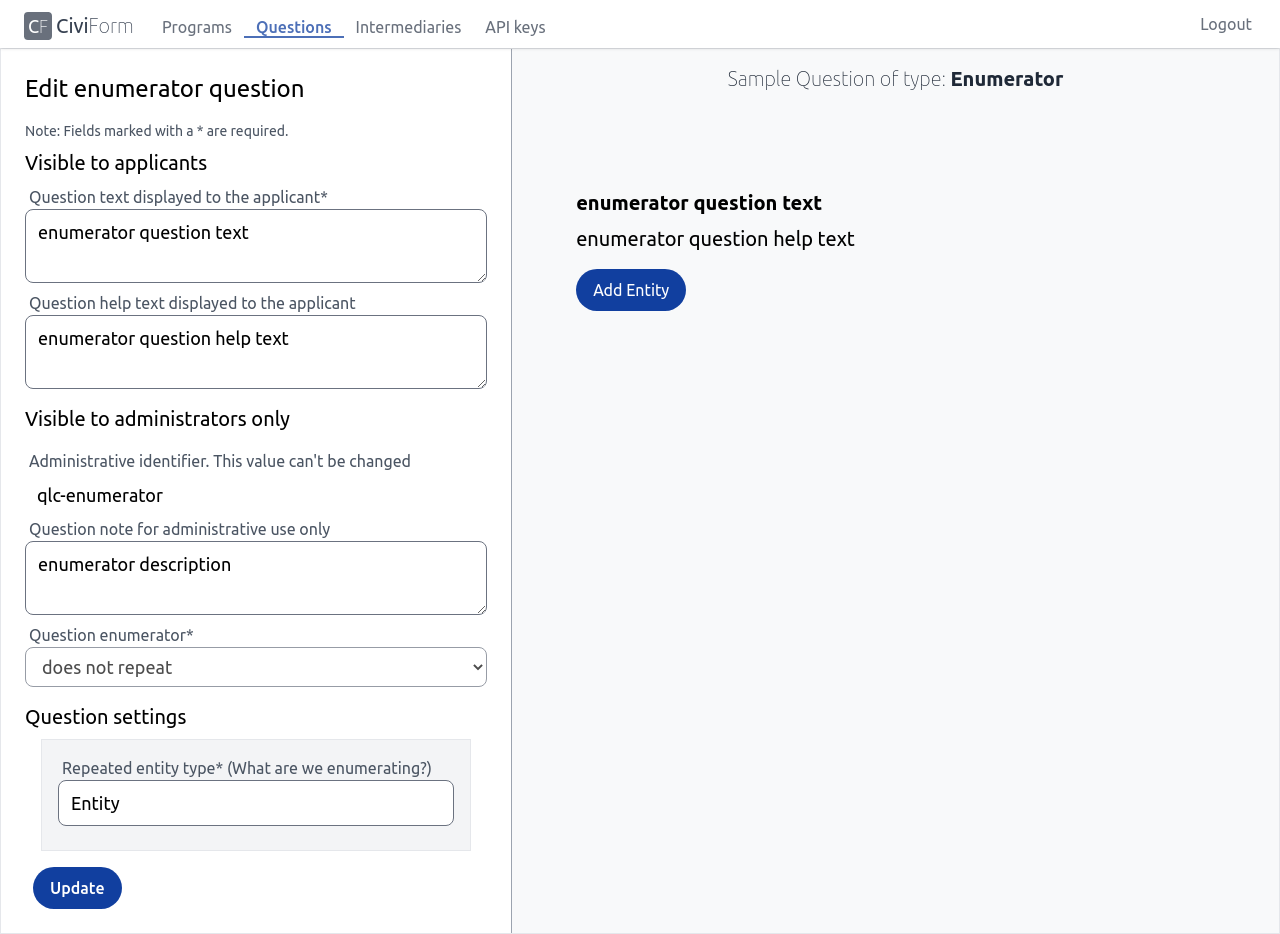 CF CiviForm Programs Questions Intermediaries API keys Logout
Edit enumerator question
Note: Fields marked with a * are required.
Visible to applicants
Question text displayed to the applicant*
enumerator question text
Question help text displayed to the applicant
enumerator question help text
Visible to administrators only
Administrative identifier. This value can't be changed
qlc-enumerator
Question note for administrative use only
enumerator description
Question enumerator*
does not repeat
Question settings
Repeated entity type* (What are we enumerating?)
Entity
Update
Sample Question of type: Enumerator
enumerator question text
enumerator question help text
Add Entity